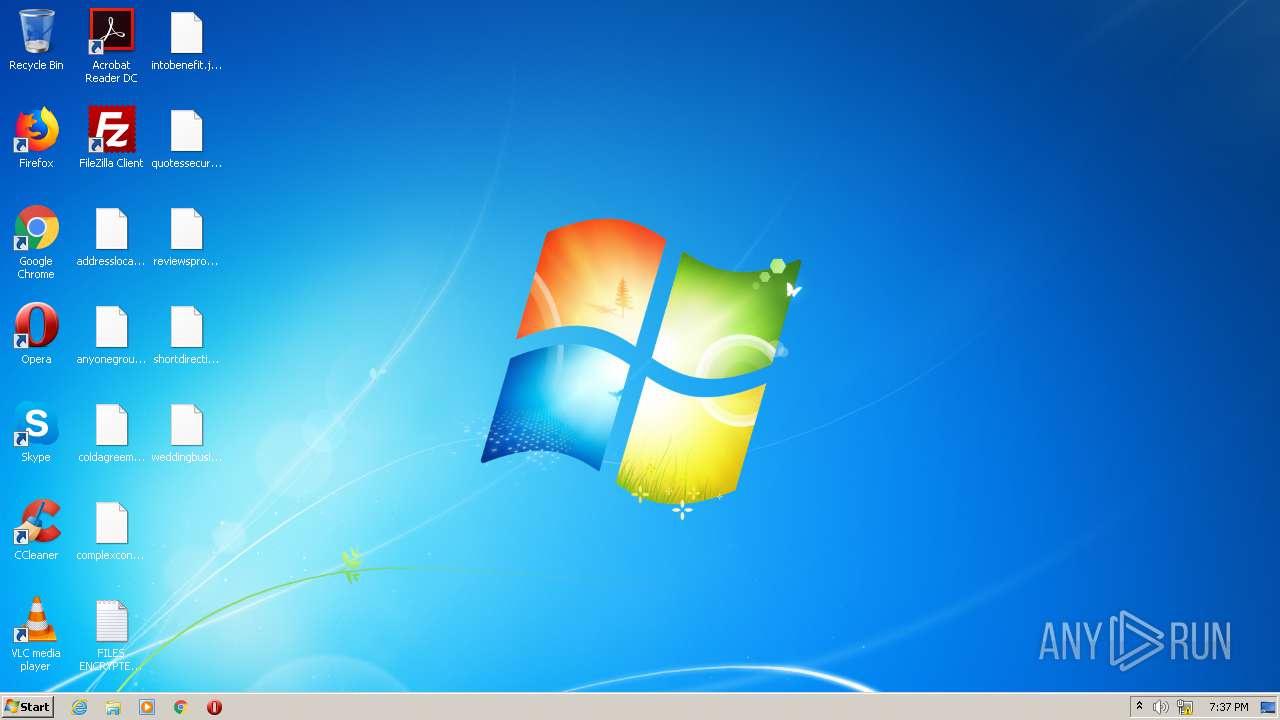 Recycle Bin
Acrobat
Reader DC
intobenefit.j...
Firefox
FileZilla Client
quotessecur...
Google
Chrome
addressloca...
reviewspro...
Opera
anyonegrou...
shortdirecti...
Skype
coldagreem...
weddingbusi...
CCleaner
complexcon...
VLC media
player
FILES
ENCRYPTE...
ANY RUN
Start
7:37 PM